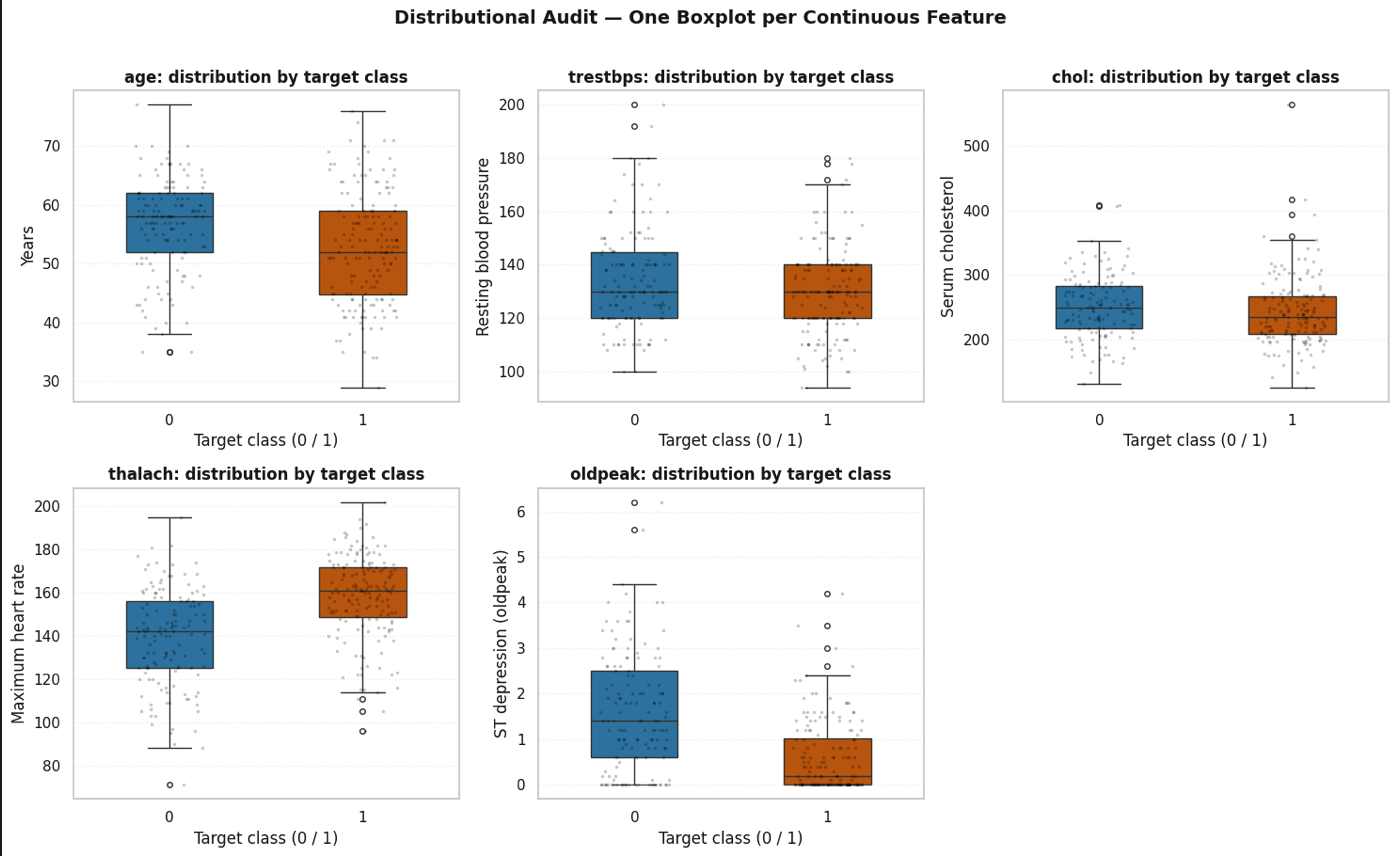 Distributional Audit — One Boxplot per Continuous Feature
age: distribution by target class
Years
70
60
50
40
30
0 1
Target class (0 / 1)
trestbps: distribution by target class
Resting blood pressure
200
180
160
140
120
100
0 1
Target class (0 / 1)
chol: distribution by target class
Serum cholesterol
500
400
300
200
0 1
Target class (0 / 1)
thalach: distribution by target class
Maximum heart rate
200
180
160
140
120
100
80
0 1
Target class (0 / 1)
oldpeak: distribution by target class
ST depression (oldpeak)
6
5
4
3
2
1
0
0 1
Target class (0 / 1)